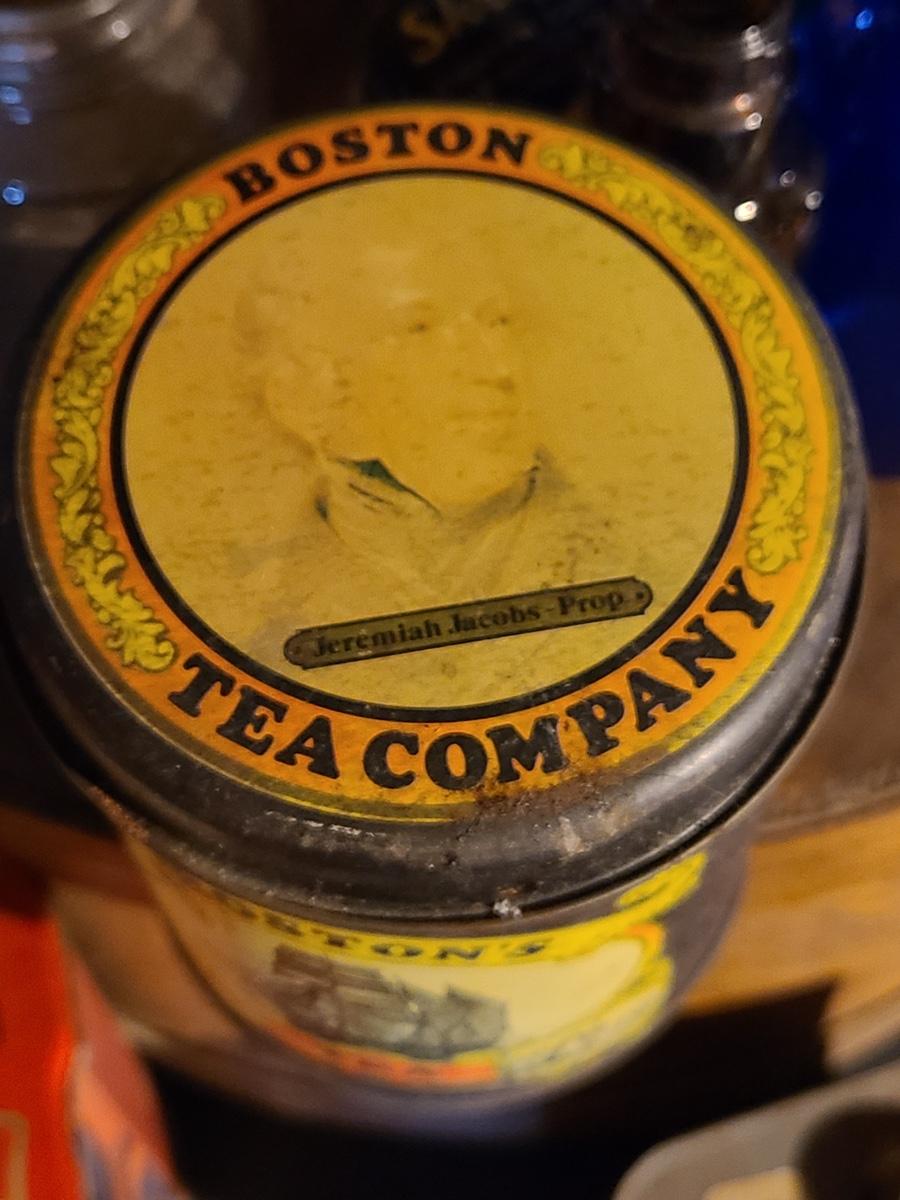 BOSTON
Jeremiah Jacobs - Prop
TEA COMPANY